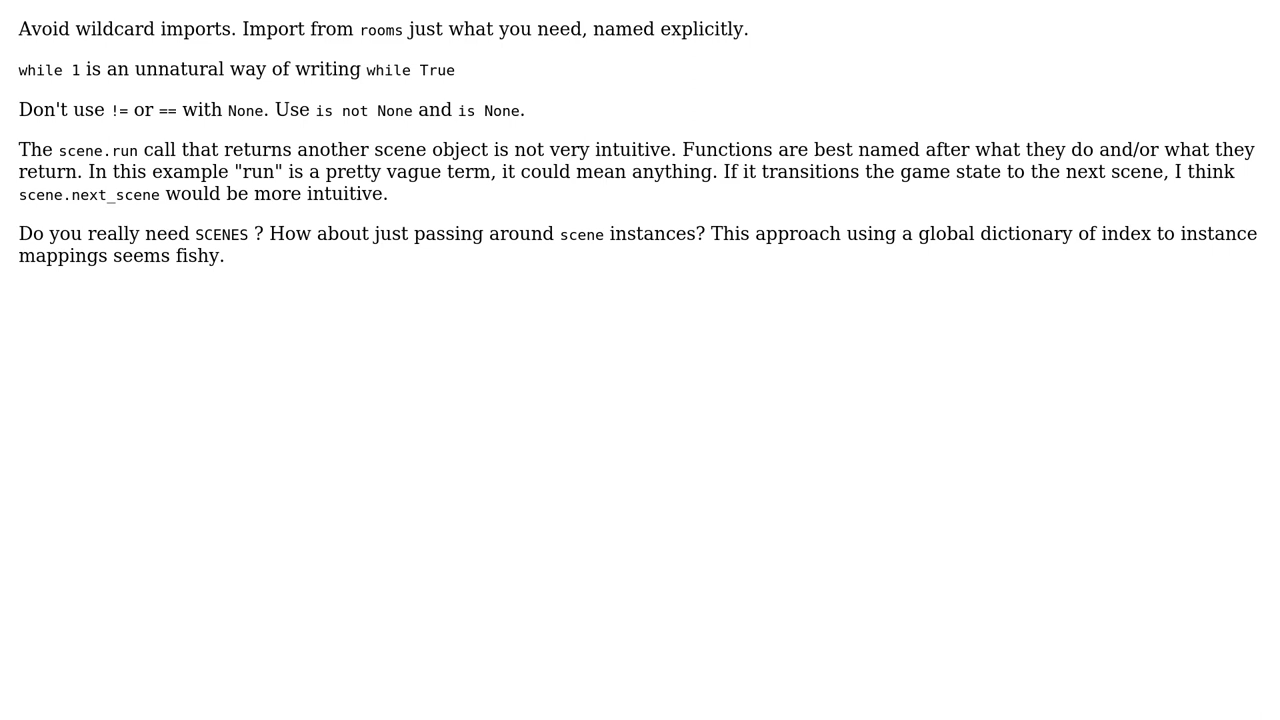 Avoid wildcard imports. Import from rooms just what you need, named explicitly.
while 1 is an unnatural way of writing while True
Don't use != or == with None. Use is not None and is None.
The scene.run call that returns another scene object is not very intuitive. Functions are best named after what they do and/or what they
return. In this example "run" is a pretty vague term, it could mean anything. If it transitions the game state to the next scene, I think
scene.next_scene would be more intuitive.
Do you really need SCENES ? How about just passing around scene instances? This approach using a global dictionary of index to instance
mappings seems fishy.